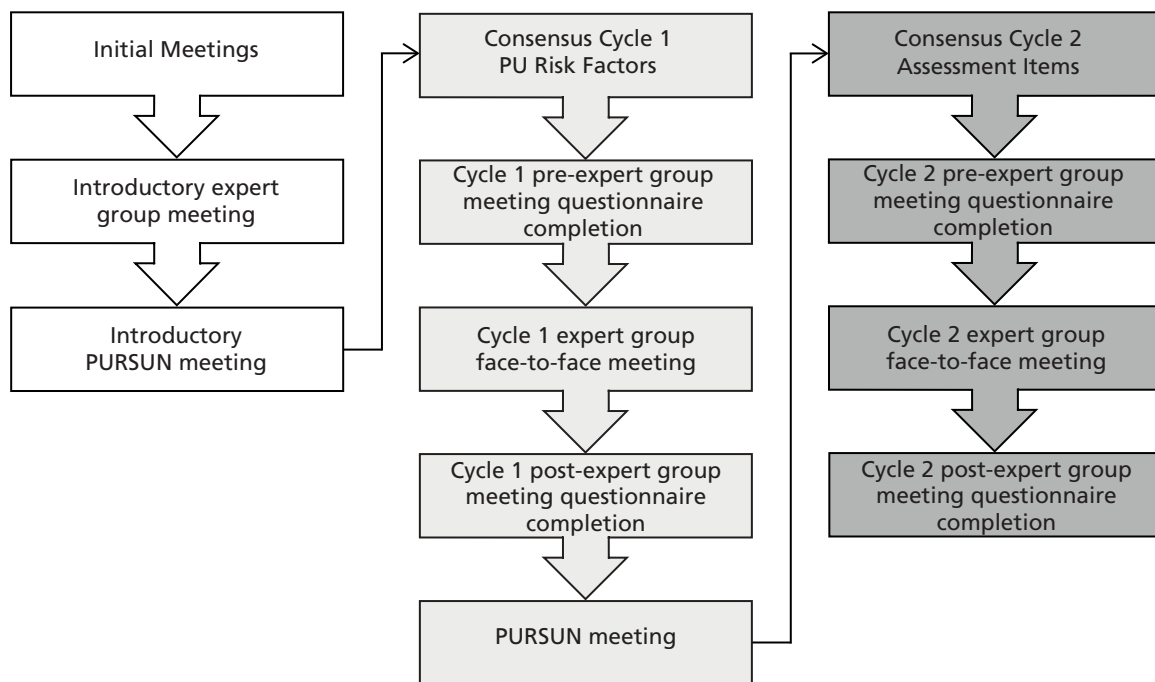 Initial Meetings
Introductory expert
group meeting
Introductory
PURSUN meeting
Consensus Cycle 1
PU Risk Factors
Cycle 1 pre-expert group
meeting questionnaire
completion
Cycle 1 expert group
face-to-face meeting
Cycle 1 post-expert group
meeting questionnaire
completion
PURSUN meeting
Consensus Cycle 2
Assessment Items
Cycle 2 pre-expert group
meeting questionnaire
completion
Cycle 2 expert group
face-to-face meeting
Cycle 2 post-expert group
meeting questionnaire
completion